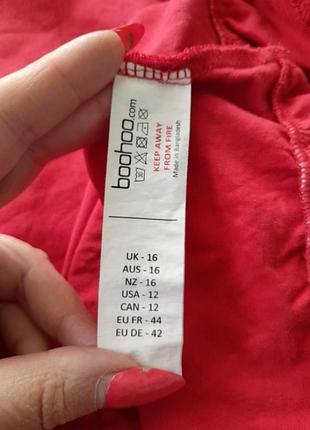 boohoo.com
KEEP AWAY
FROM FIRE
Made in Bangladesh
UK - 16
AUS - 16
NZ - 16
USA - 12
CAN - 12
EU FR - 44
EU DE - 42